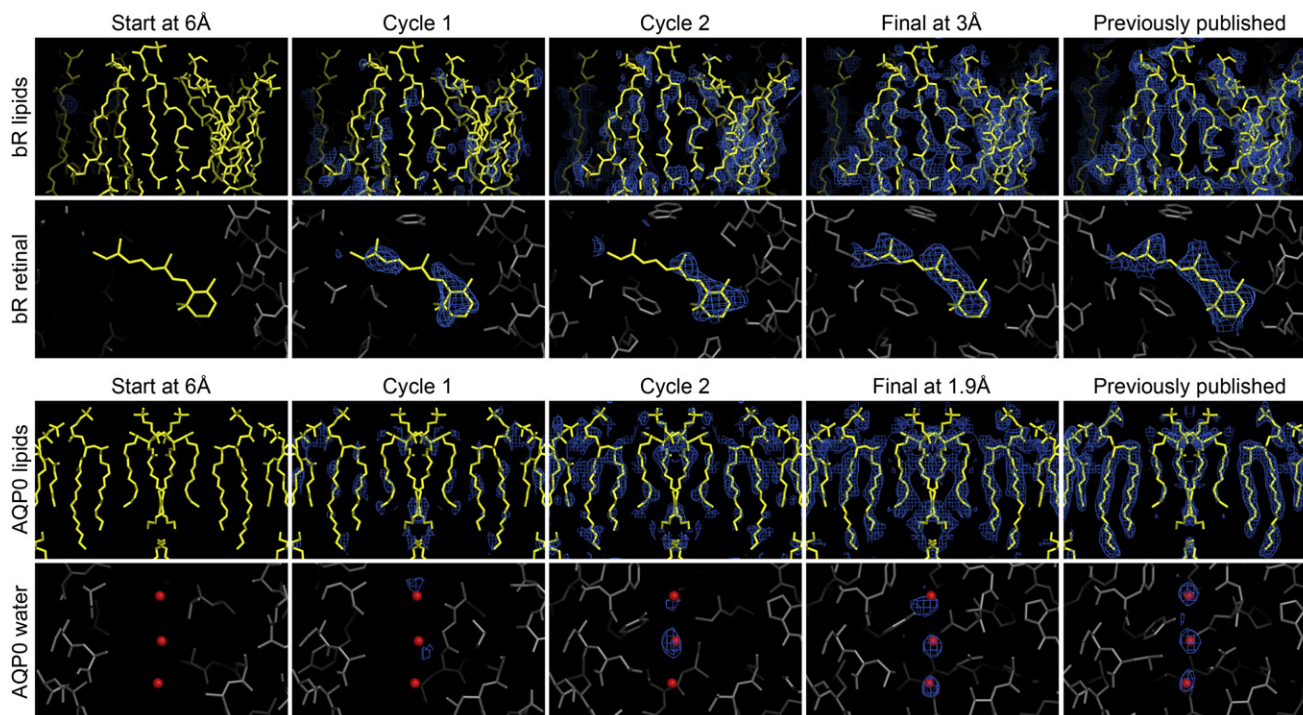 Start at 6Å Cycle 1 Cycle 2 Final at 3Å Previously published
bR lipids
bR retinal
Start at 6Å Cycle 1 Cycle 2 Final at 1.9Å Previously published
AQP0 lipids
AQP0 water